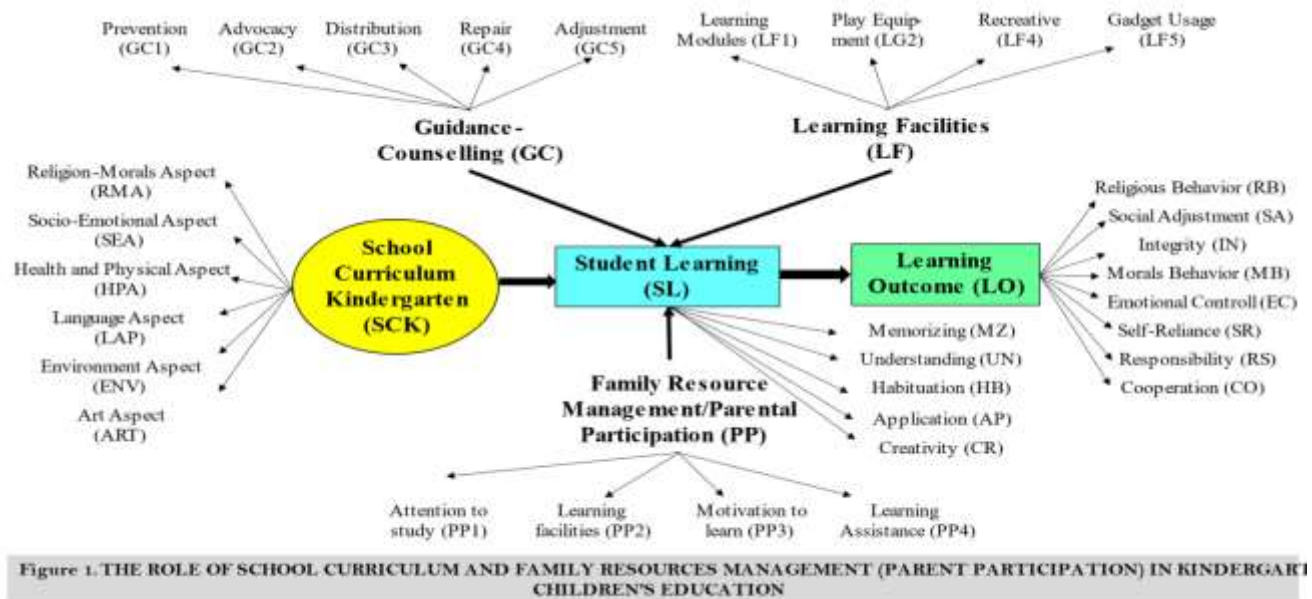 Prevention
(GC1)
Advocacy
(GC2)
Distribution
(GC3)
Repair
(GC4)
Adjustment
(GC5)
Learning
Modules (LF1)
Play Equip-
ment (LG2)
Recreative
(LF4)
Gadget Usage
(LF5)
Guidance-
Counselling (GC)
Learning Facilities
(LF)
Religion-Morals Aspect
(RMA)
Socio-Emotional Aspect
(SEA)
Health and Physical Aspect
(HPA)
Language Aspect
(LAP)
Environment Aspect
(ENV)
Art Aspect
(ART)
School
Curriculum
Kindergarten
(SCK)
Student Learning
(SL)
Learning
Outcome (LO)
Religious Behavior (RB)
Social Adjustment (SA)
Integrity (IN)
Morals Behavior (MB)
Emotional Controll (EC)
Self-Reliance (SR)
Responsibility (RS)
Cooperation (CO)
Memorizing (MZ)
Understanding (UN)
Habituation (HB)
Application (AP)
Creativity (CR)
Family Resource
Management/Parental
Participation (PP)
Attention to
study (PP1)
Learning
facilities (PP2)
Motivation to
learn (PP3)
Learning
Assistance (PP4)
Figure 1. THE ROLE OF SCHOOL CURRICULUM AND FAMILY RESOURCES MANAGEMENT (PARENT PARTICIPATION) IN KINDERGART
CHILDREN'S EDUCATION